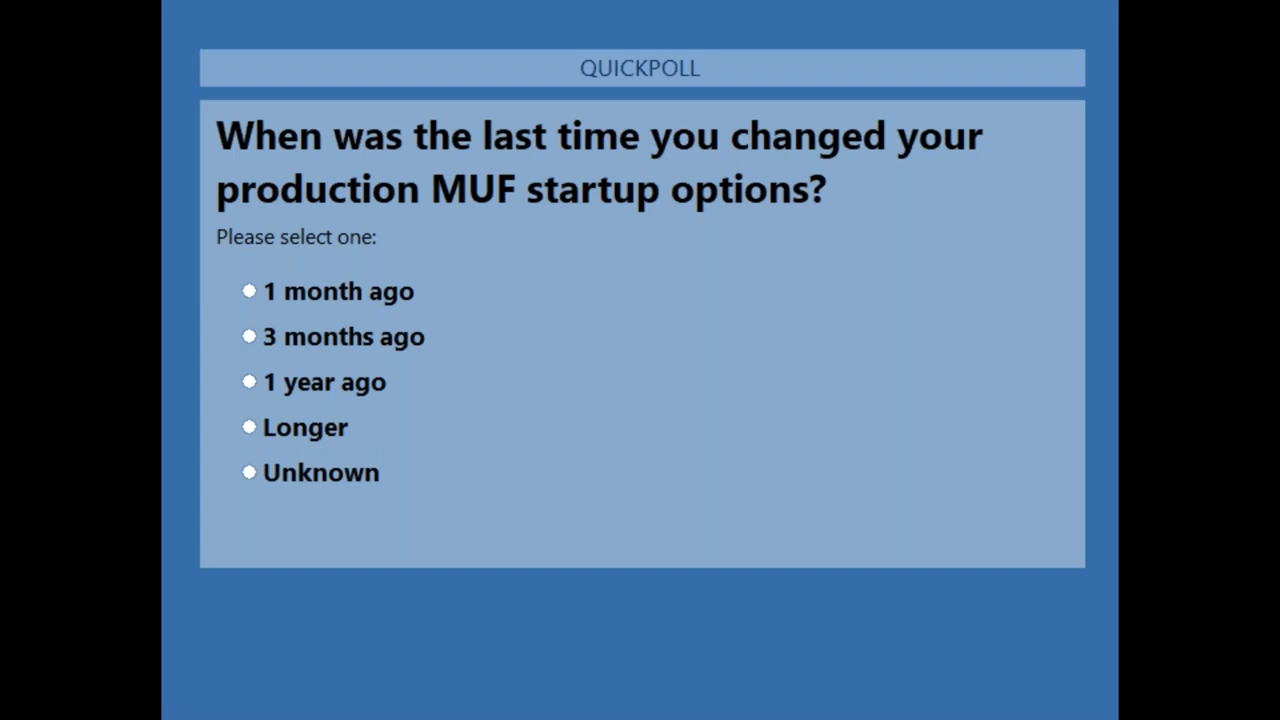 QUICKPOLL
When was the last time you changed your
production MUF startup options?
Please select one:
1 month ago
3 months ago
1 year ago
Longer
Unknown